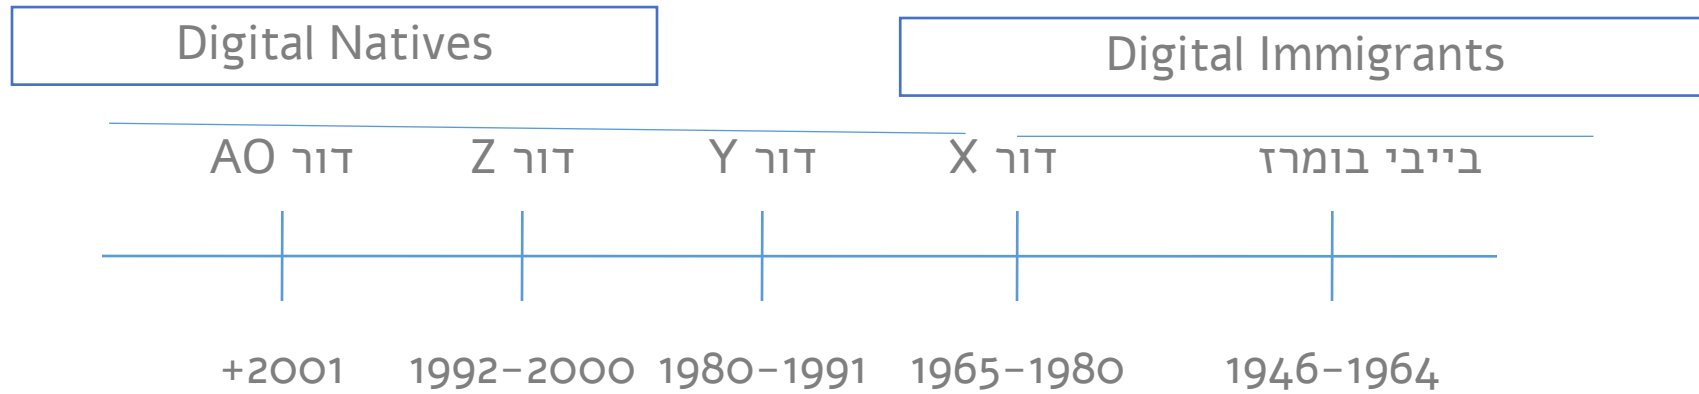 Digital Natives
Digital Immigrants
בייבי בומרז
דור X
דור Y
דור Z
דור AO
1946-1964
1965-1980
1980-1991
1992-2000
+2001